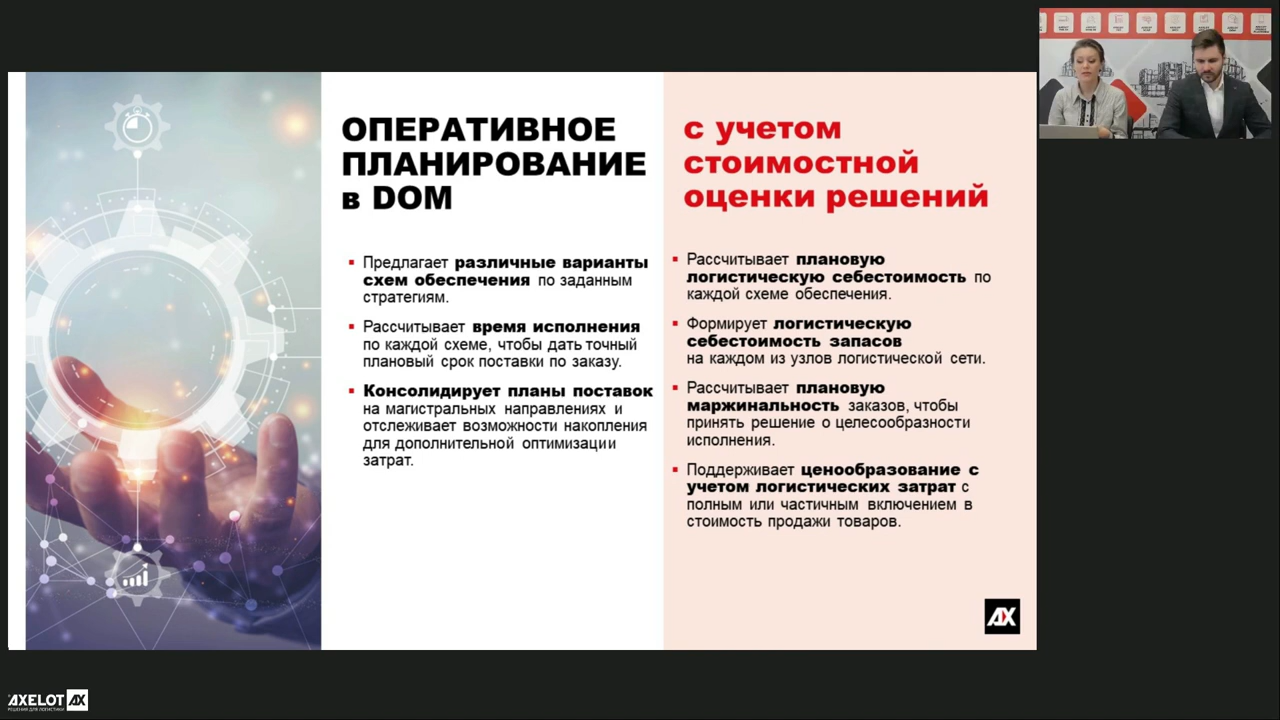 ОПЕРАТИВНОЕ
ПЛАНИРОВАНИЕ
в DOM
Предлагает различные варианты
схем обеспечения по заданным
стратегиям.
Рассчитывает время исполнения
по каждой схеме, чтобы дать точный
плановый срок поставки по заказу.
Консолидирует планы поставок
на магистральных направлениях и
отслеживает возможности накопления
для дополнительной оптимизации
затрат.
с учетом
стоимостной
оценки решений
Рассчитывает плановую
логистическую себестоимость по
каждой схеме обеспечения.
Формирует логистическую
себестоимость запасов
на каждом из узлов логистической сети.
Рассчитывает плановую
маржинальность заказов, чтобы
принять решение о целесообразности
исполнения.
Поддерживает ценообразование с
учетом логистических затрат с
полным или частичным включением в
стоимость продажи товаров.
AX
AXELOT AX
РЕШЕНИЯ ДЛЯ ЛОГИСТИКИ